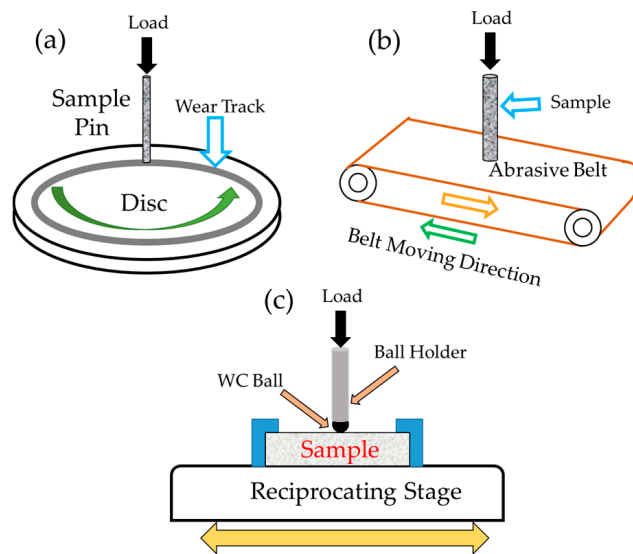 (a)
Load
Sample
Pin
Wear Track
Disc
(b)
Load
Sample
Abrasive Belt
Belt Moving Direction
(c)
Load
Ball Holder
WC Ball
Sample
Reciprocating Stage